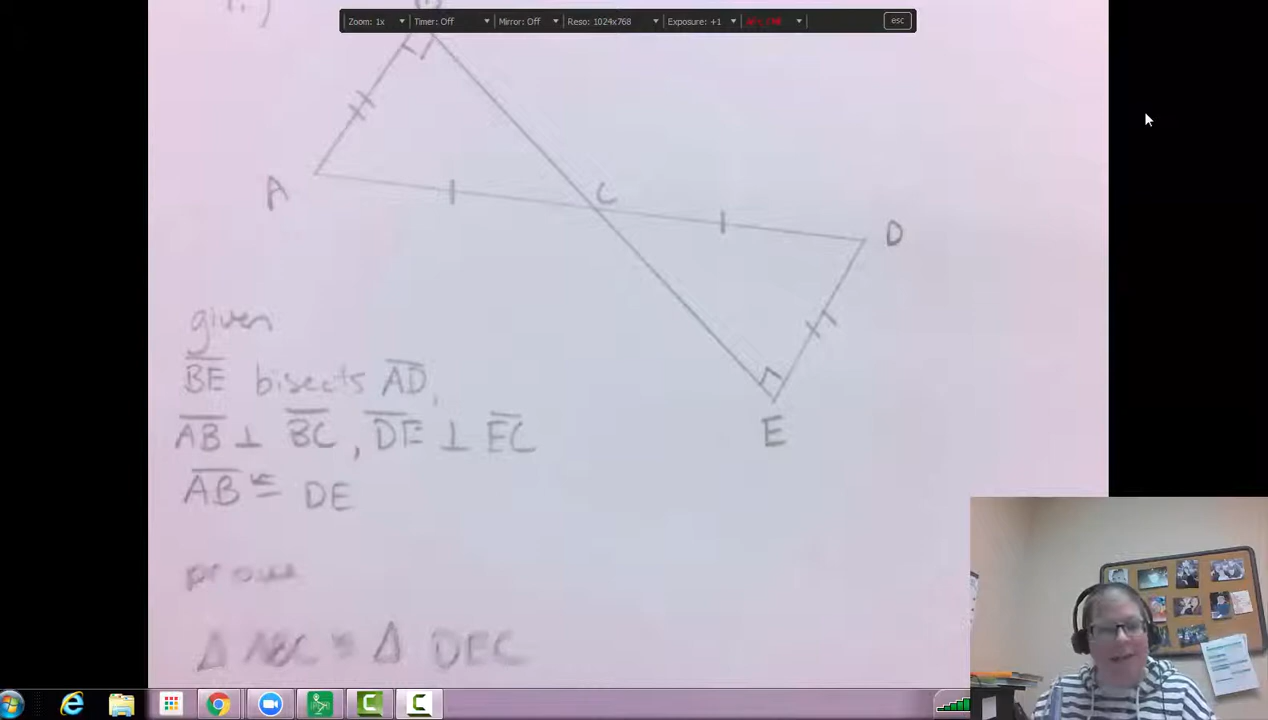 Zoom: 1x Timer: Off Mirror: Off Reso: 1024x768 Exposure: +1 esc
A
C
D
E
given
BE bisects AD,
AB ⊥ BC, DE ⊥ EC
AB ≅ DE
prove
Δ ABC ≅ Δ DEC